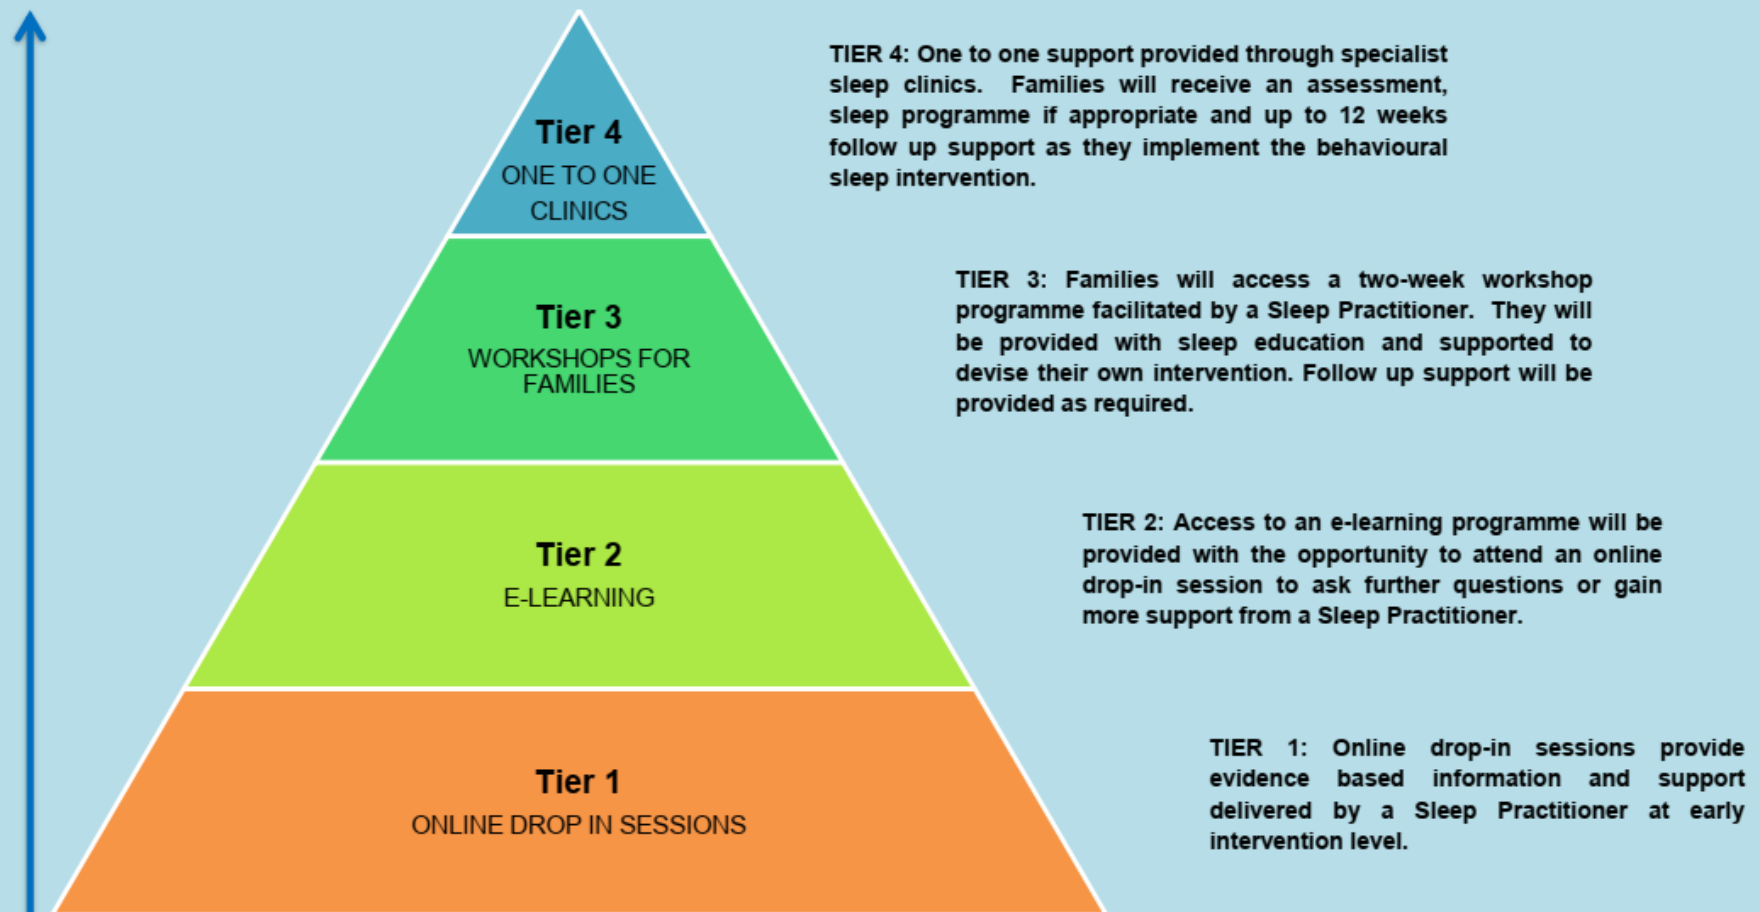 Tier 4
ONE TO ONE
CLINICS
TIER 4: One to one support provided through specialist
sleep clinics. Families will receive an assessment,
sleep programme if appropriate and up to 12 weeks
follow up support as they implement the behavioural
sleep intervention.
Tier 3
WORKSHOPS FOR
FAMILIES
TIER 3: Families will access a two-week workshop
programme facilitated by a Sleep Practitioner. They will
be provided with sleep education and supported to
devise their own intervention. Follow up support will be
provided as required.
Tier 2
E-LEARNING
TIER 2: Access to an e-learning programme will be
provided with the opportunity to attend an online
drop-in session to ask further questions or gain
more support from a Sleep Practitioner.
Tier 1
ONLINE DROP IN SESSIONS
TIER 1: Online drop-in sessions provide
evidence based information and support
delivered by a Sleep Practitioner at early
intervention level.